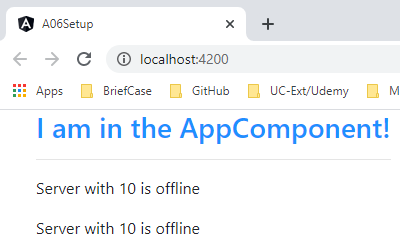 A06Setup
localhost:4200
Apps BriefCase GitHub UC-Ext/Udemy M
I am in the AppComponent!
Server with 10 is offline
Server with 10 is offline